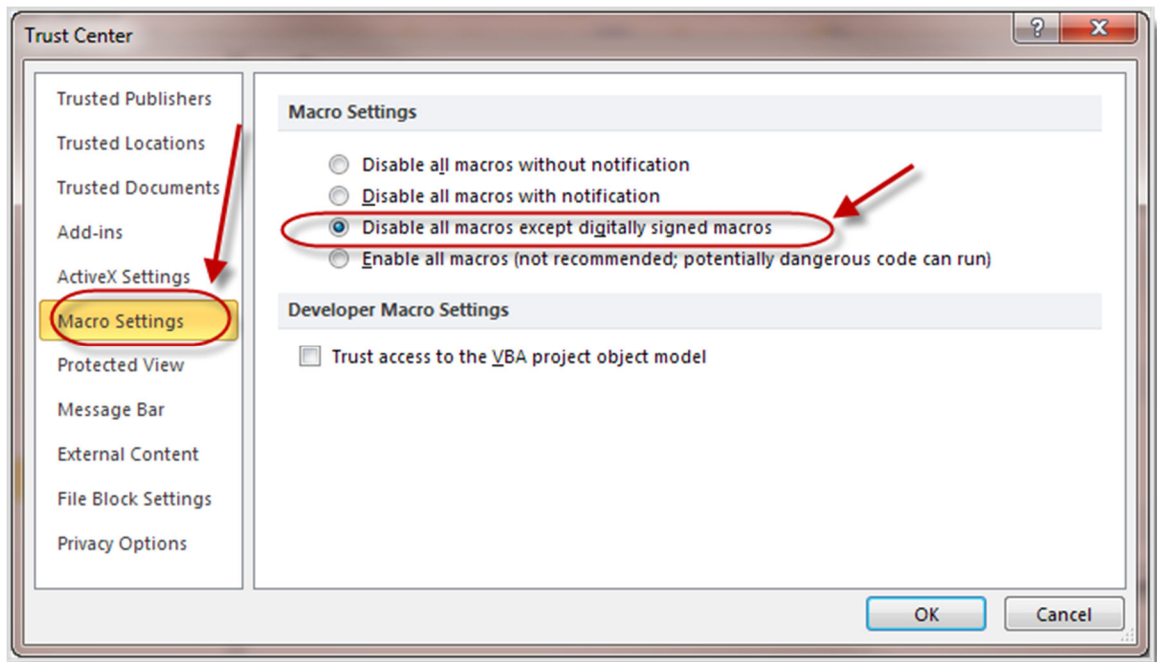 Trust Center
Trusted Publishers
Trusted Locations
Trusted Documents
Add-ins
ActiveX Settings
Macro Settings
Protected View
Message Bar
External Content
File Block Settings
Privacy Options
Macro Settings
Disable all macros without notification
Disable all macros with notification
Disable all macros except digitally signed macros
Enable all macros (not recommended; potentially dangerous code can run)
Developer Macro Settings
Trust access to the VBA project object model
OK
Cancel